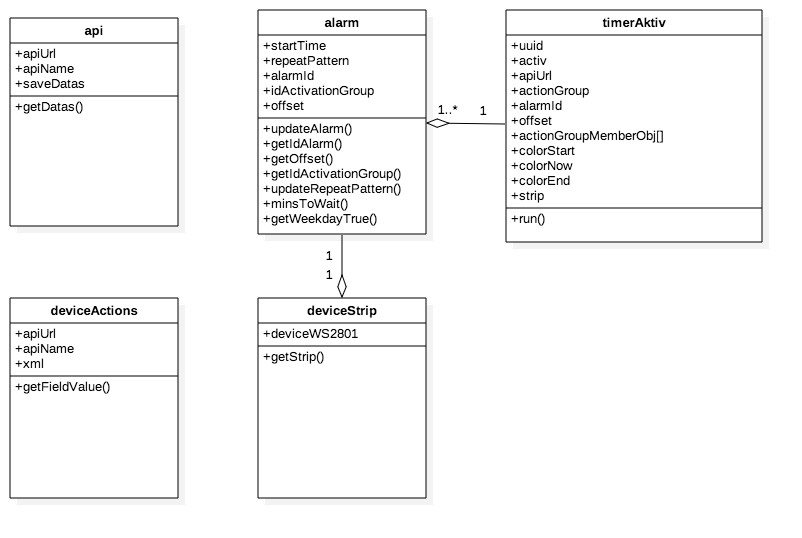 api
+apiUrl
+apiName
+saveDatas
+getDatas()
alarm
+startTime
+repeatPattern
+alarmId
+idActivationGroup
+offset
+updateAlarm()
+getIdAlarm()
+getOffset()
+getIdActivationGroup()
+updateRepeatPattern()
+minsToWait()
+getWeekdayTrue()
1..*
1
timerAktiv
+uuid
+activ
+apiUrl
+actionGroup
+alarmId
+offset
+actionGroupMemberObj[]
+colorStart
+colorNow
+colorEnd
+strip
+run()
1
1
deviceActions
+apiUrl
+apiName
+xml
+getFieldValue()
deviceStrip
+deviceWS2801
+getStrip()